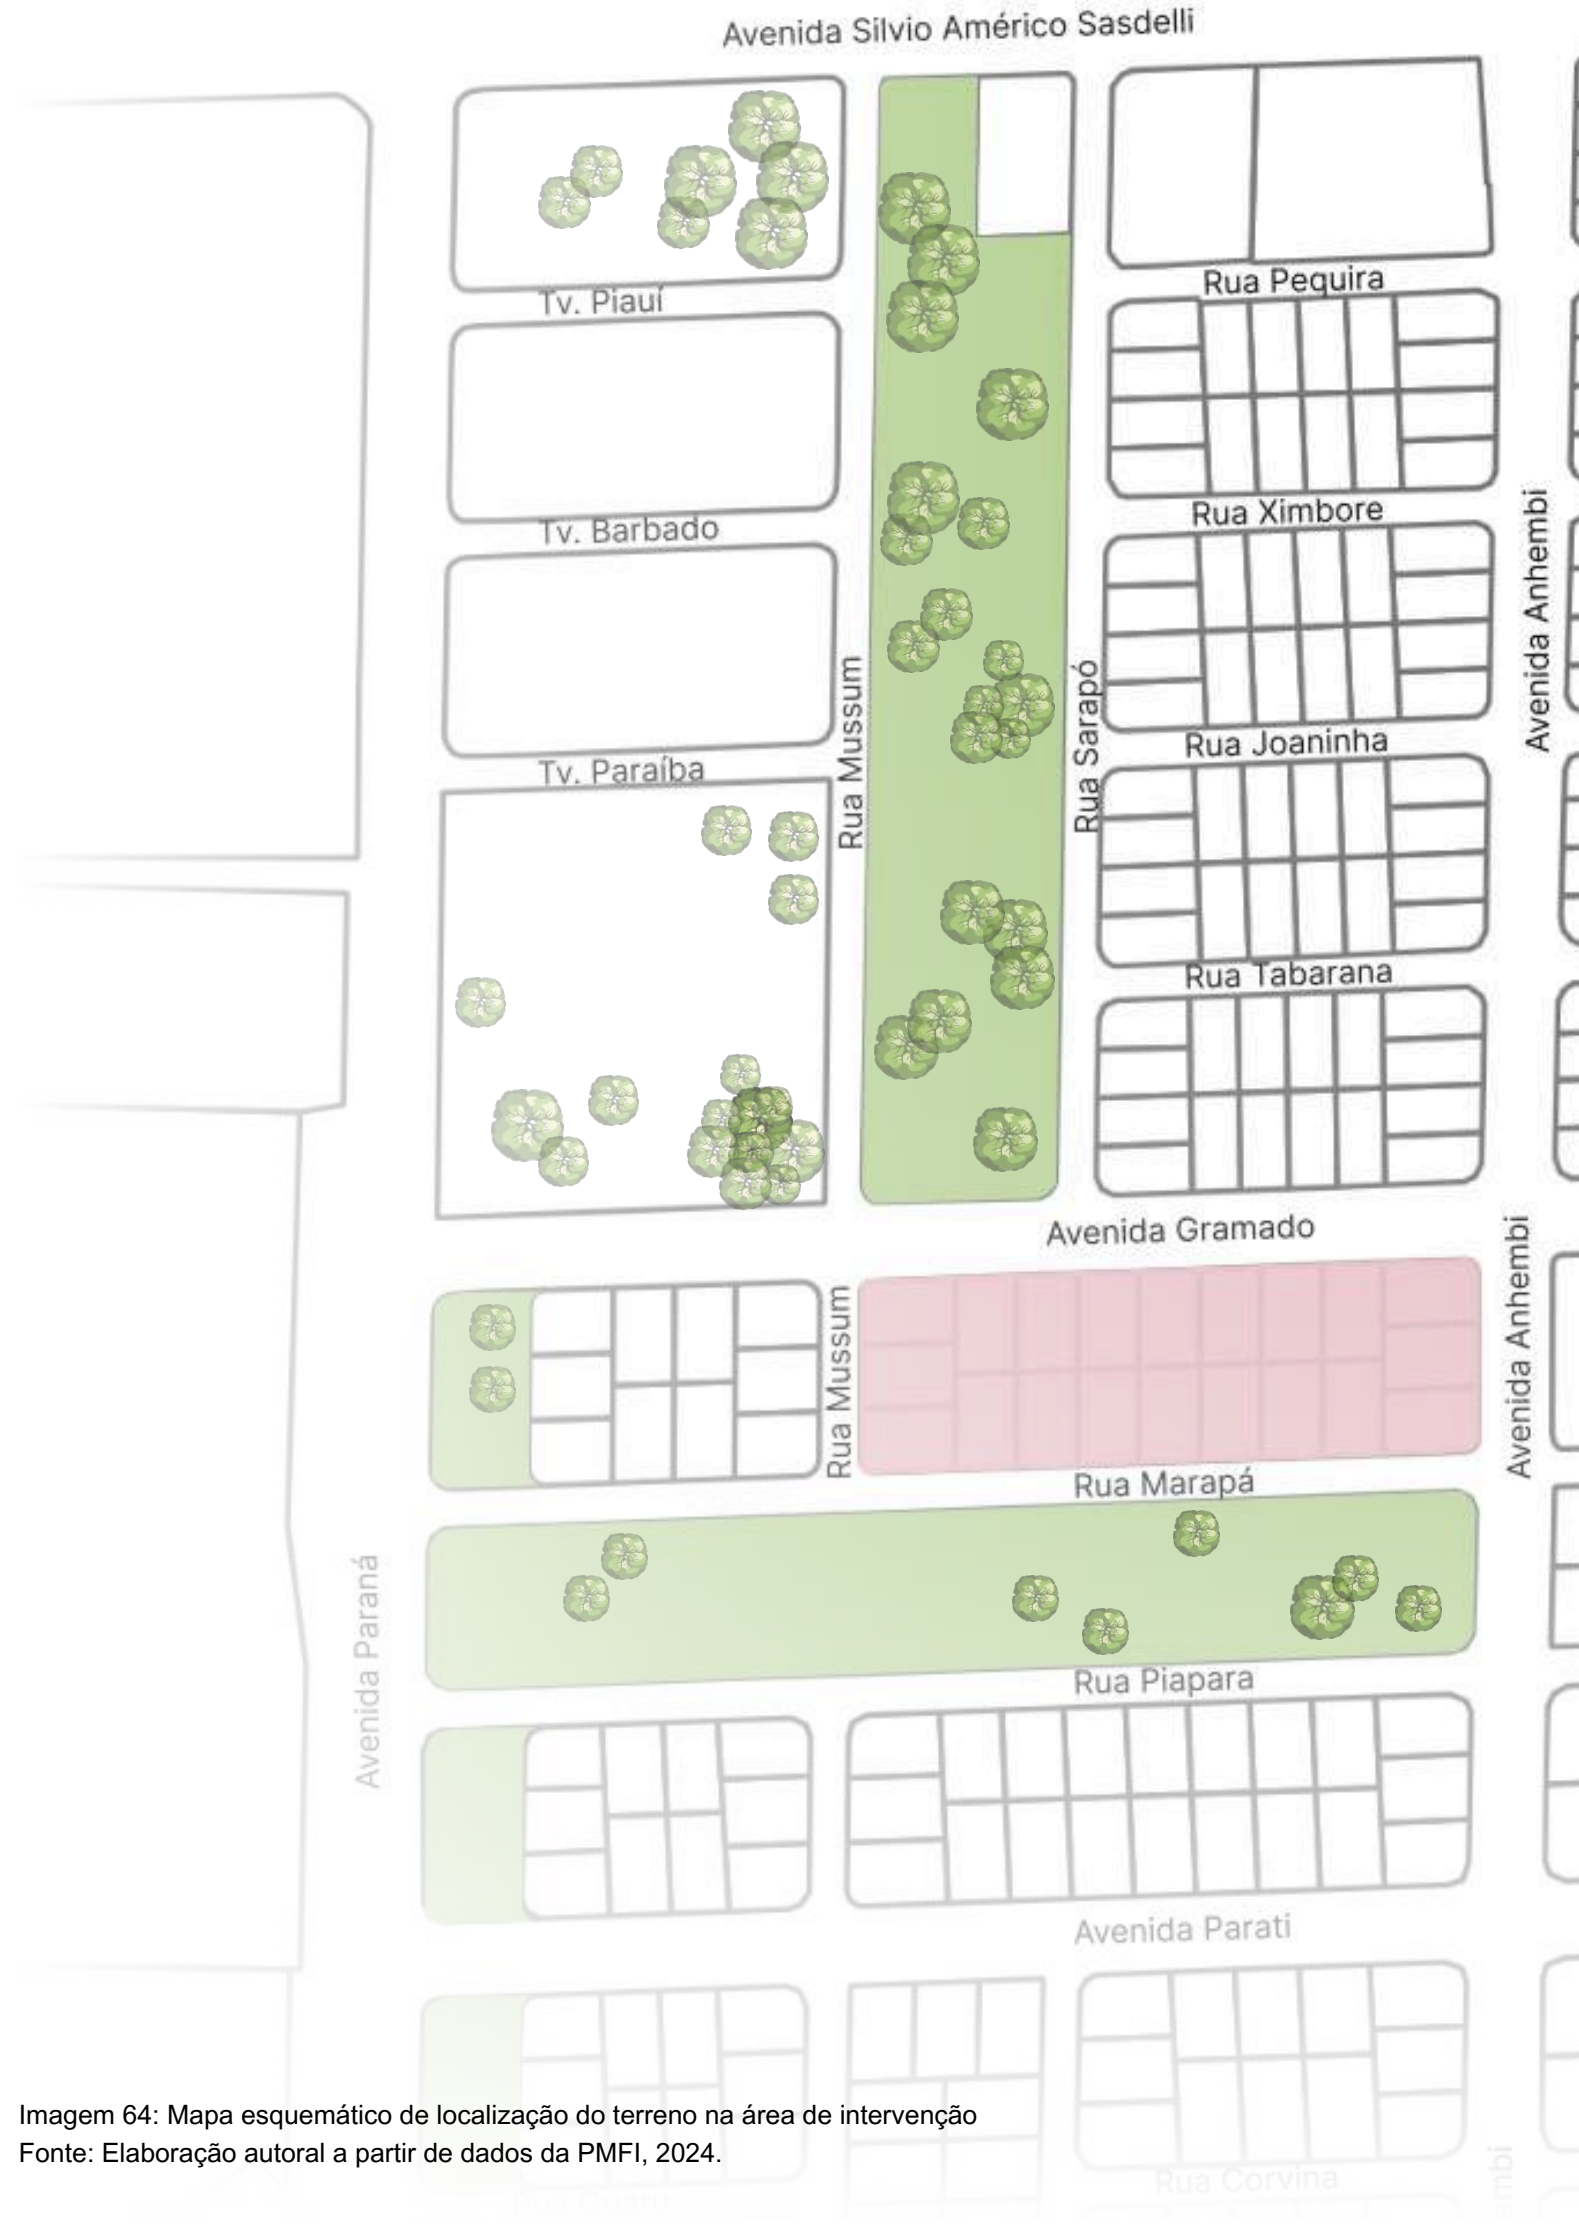 Avenida Silvio Américo Sasdelli
Rua Pequira
Tv. Piauí
Rua Ximbore
Tv. Barbado
Avenida Anhembi
Rua Mussum
Rua Sarapó
Rua Joaninha
Tv. Paraíba
Rua Tabarana
Avenida Gramado
Avenida Anhembi
Rua Mussum
Rua Marapá
Avenida Paraná
Rua Piapara
Avenida Parati
Imagem 64: Mapa esquemático de localização do terreno na área de intervenção
Fonte: Elaboração autoral a partir de dados da PMFI, 2024.
Rua Corvina